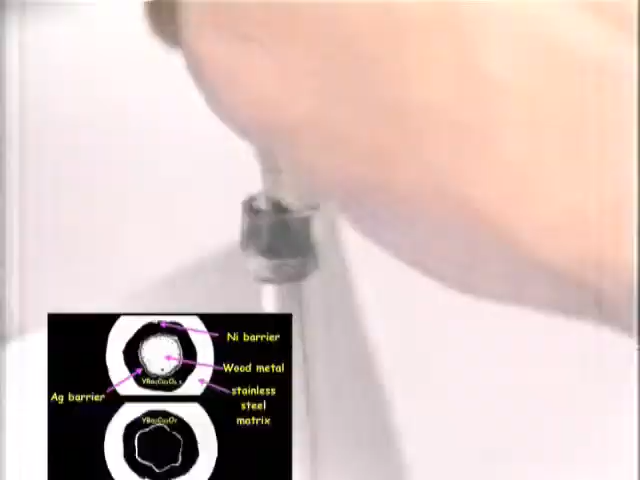 Ni barrier
Wood metal
Ag barrier
stainless
steel
matrix